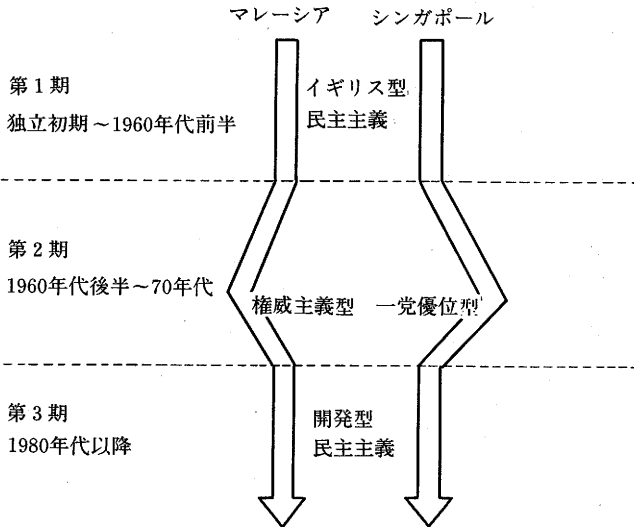 マレーシア　シンガポール
第1期
独立初期～1960年代前半
イギリス型
民主主義
第2期
1960年代後半～70年代
権威主義型　一党優位型
第3期
1980年代以降
開発型
民主主義